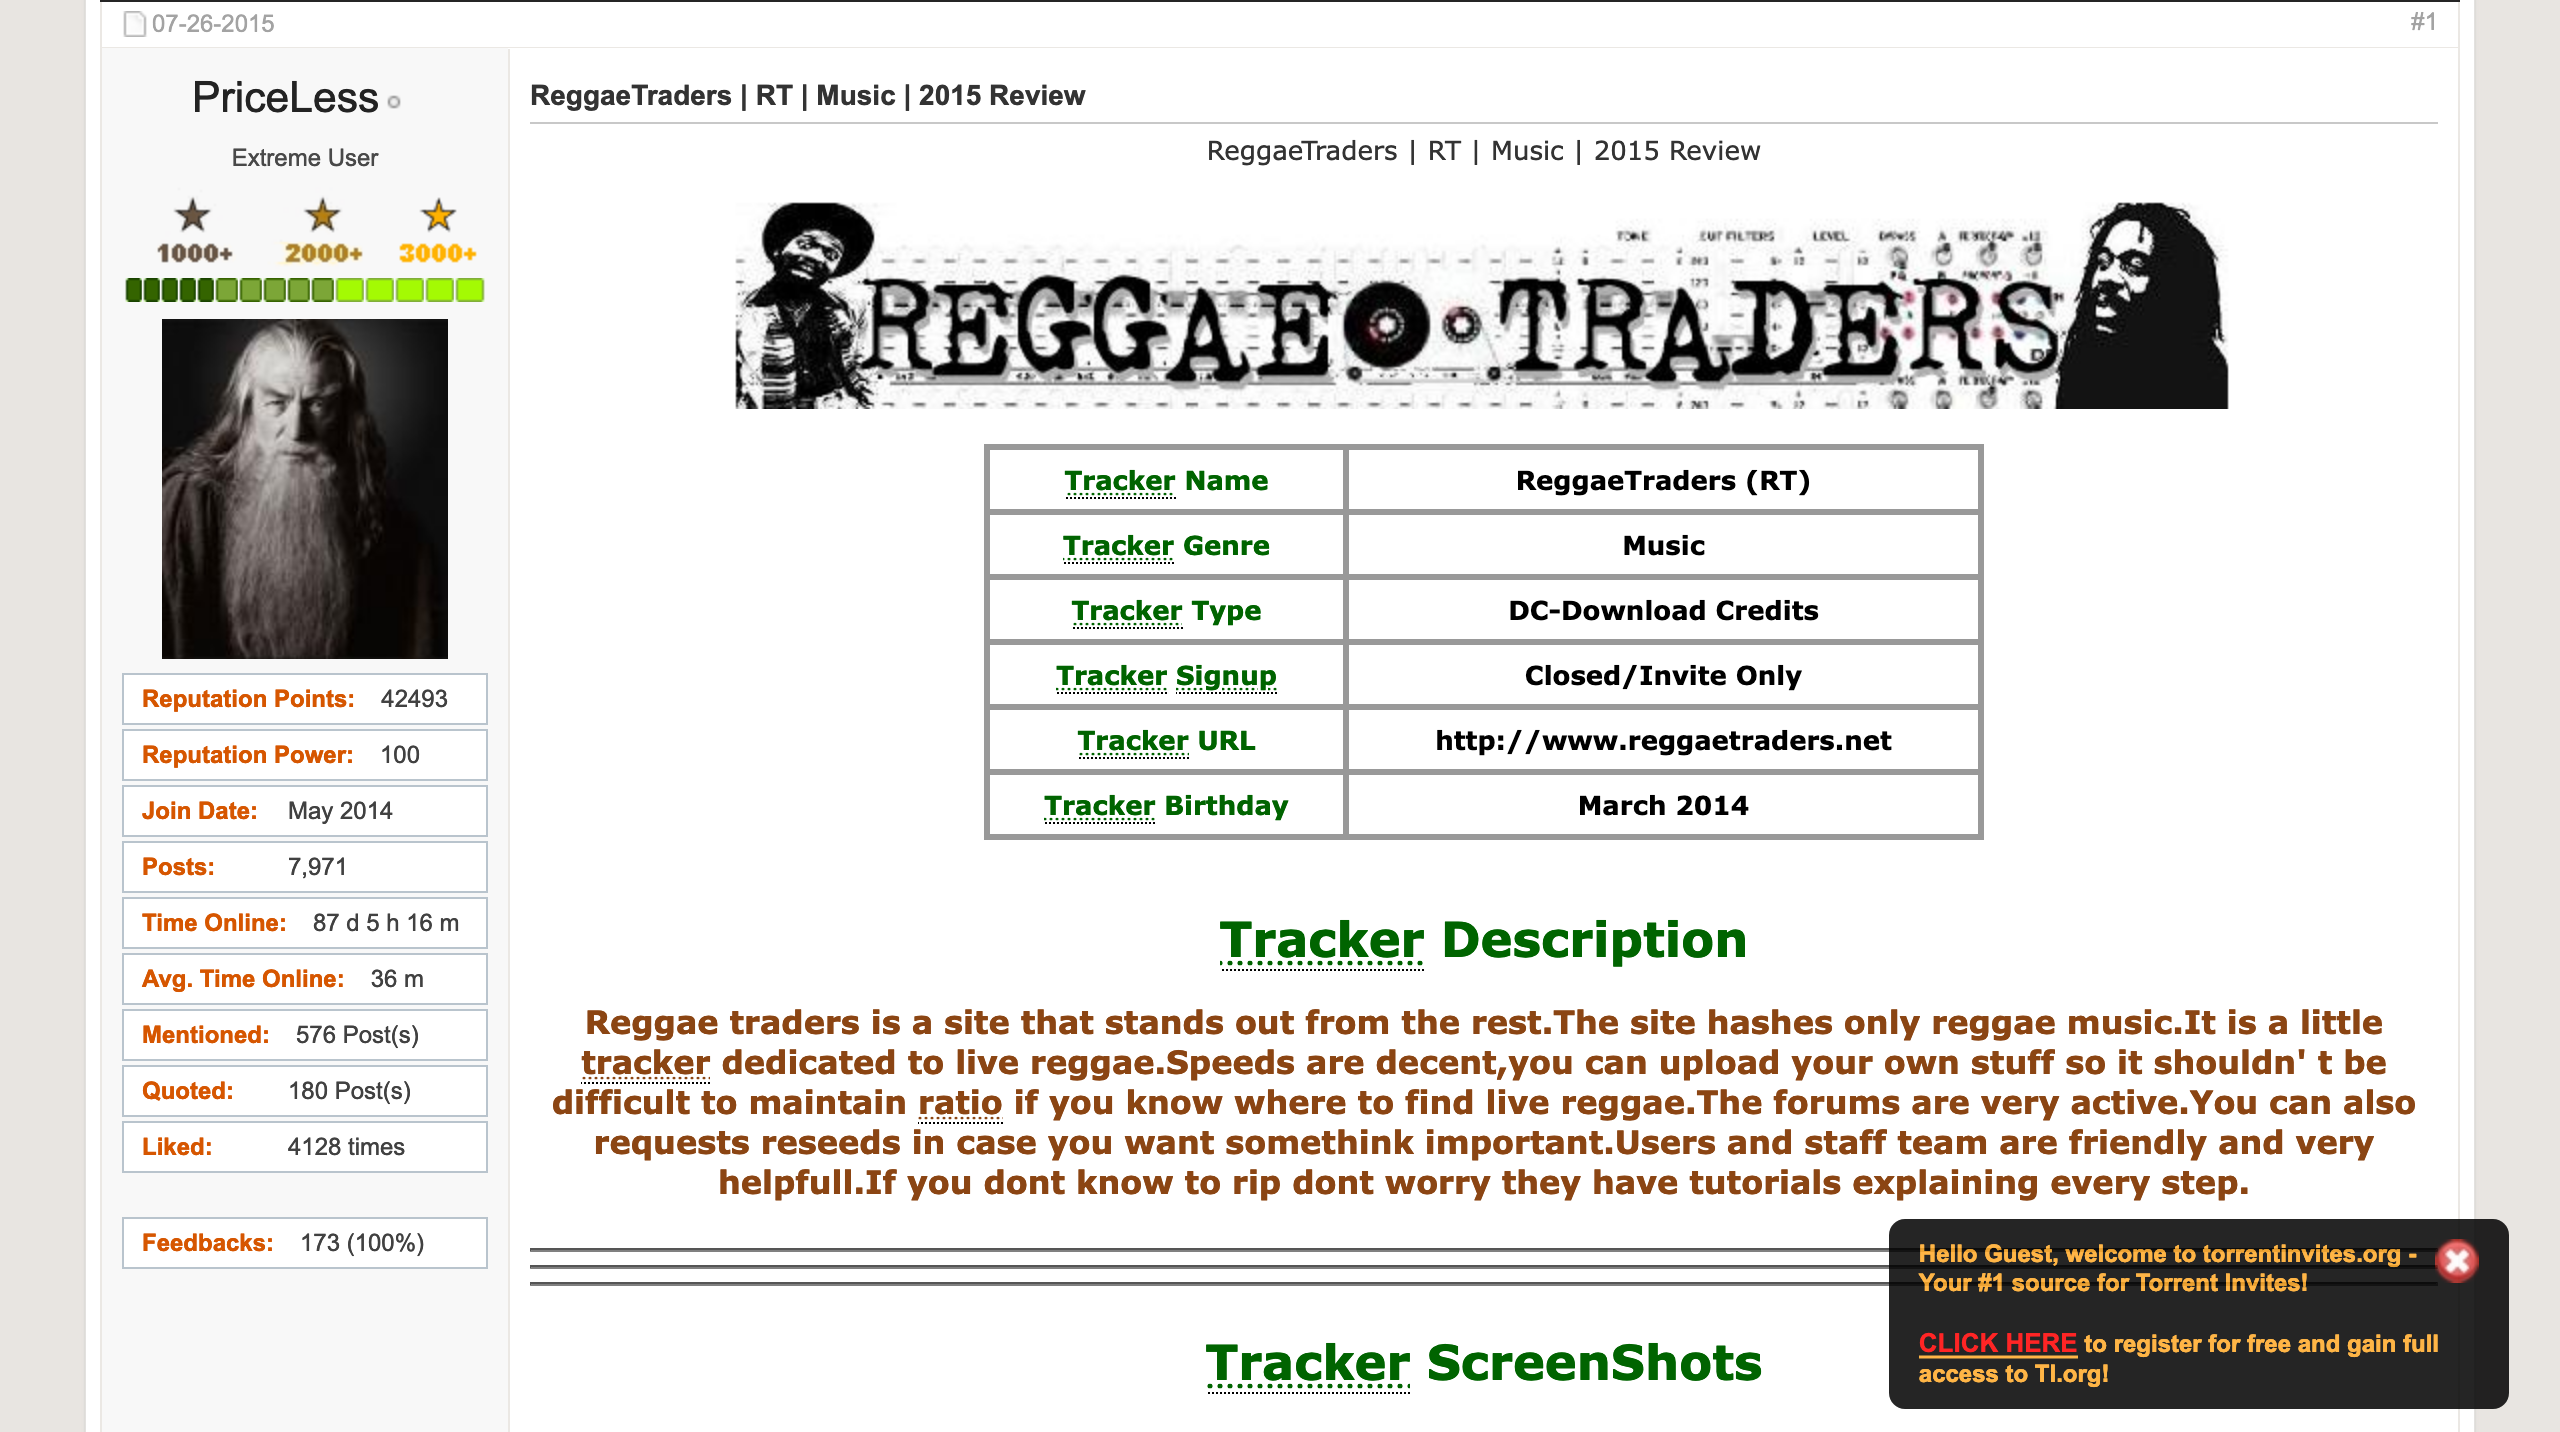 07-26-2015
#1
PriceLess
Extreme User
1000+ 2000+ 3000+
Reputation Points: 42493
Reputation Power: 100
Join Date: May 2014
Posts: 7,971
Time Online: 87 d 5 h 16 m
Avg. Time Online: 36 m
Mentioned: 576 Post(s)
Quoted: 180 Post(s)
Liked: 4128 times
Feedbacks: 173 (100%)
ReggaeTraders | RT | Music | 2015 Review
ReggaeTraders | RT | Music | 2015 Review
TONE CUT FILTERS LEVEL
REGGAE TRADERS
Tracker Name ReggaeTraders (RT)
Tracker Genre Music
Tracker Type DC-Download Credits
Tracker Signup Closed/Invite Only
Tracker URL http://www.reggaetraders.net
Tracker Birthday March 2014
Tracker Description
Reggae traders is a site that stands out from the rest.The site hashes only reggae music.It is a little
tracker dedicated to live reggae.Speeds are decent,you can upload your own stuff so it shouldn' t be
difficult to maintain ratio if you know where to find live reggae.The forums are very active.You can also
requests reseeds in case you want somethink important.Users and staff team are friendly and very
helpfull.If you dont know to rip dont worry they have tutorials explaining every step.
Tracker ScreenShots
Hello Guest, welcome to torrentinvites.org -
Your #1 source for Torrent Invites!
CLICK HERE to register for free and gain full
access to TI.org!